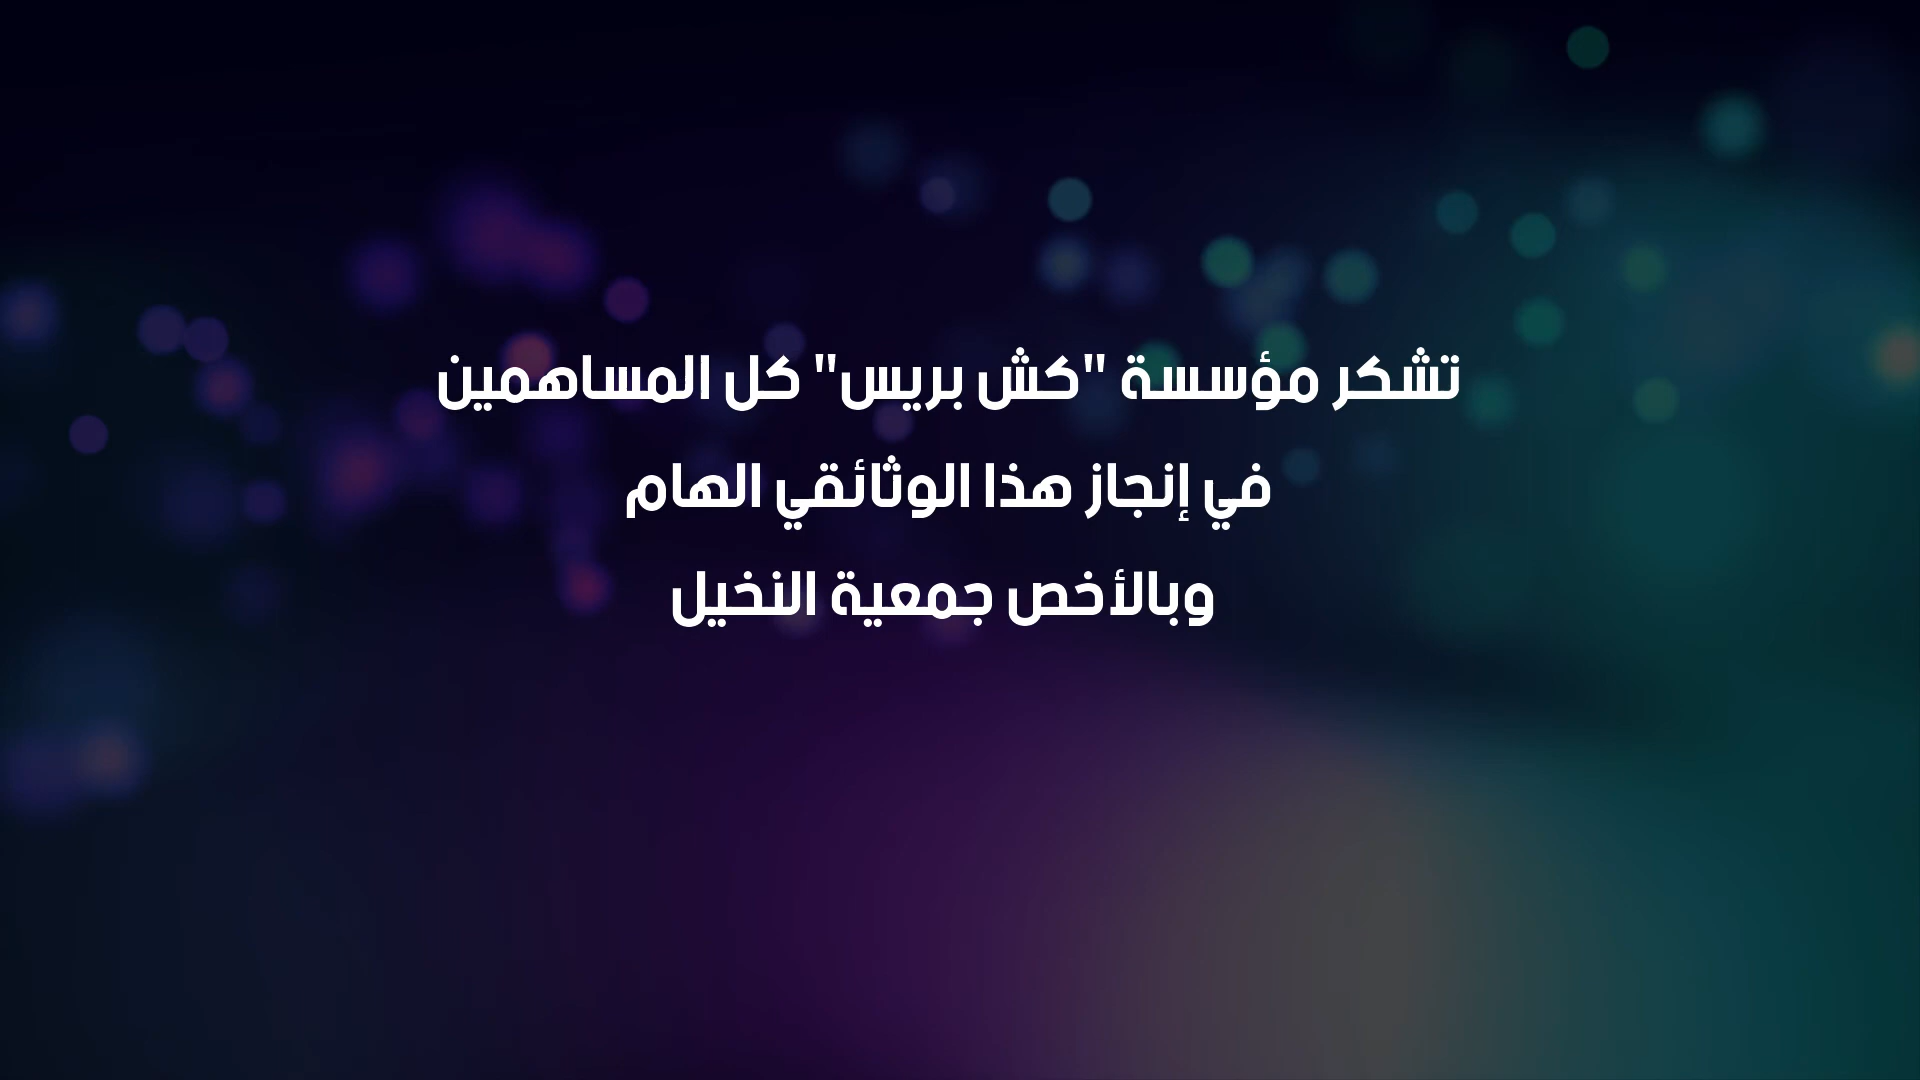 تشكر مؤسسة "كش بريس" كل المساهمين
في إنجاز هذا الوثائقي الهام
وبالأخص جمعية النخيل